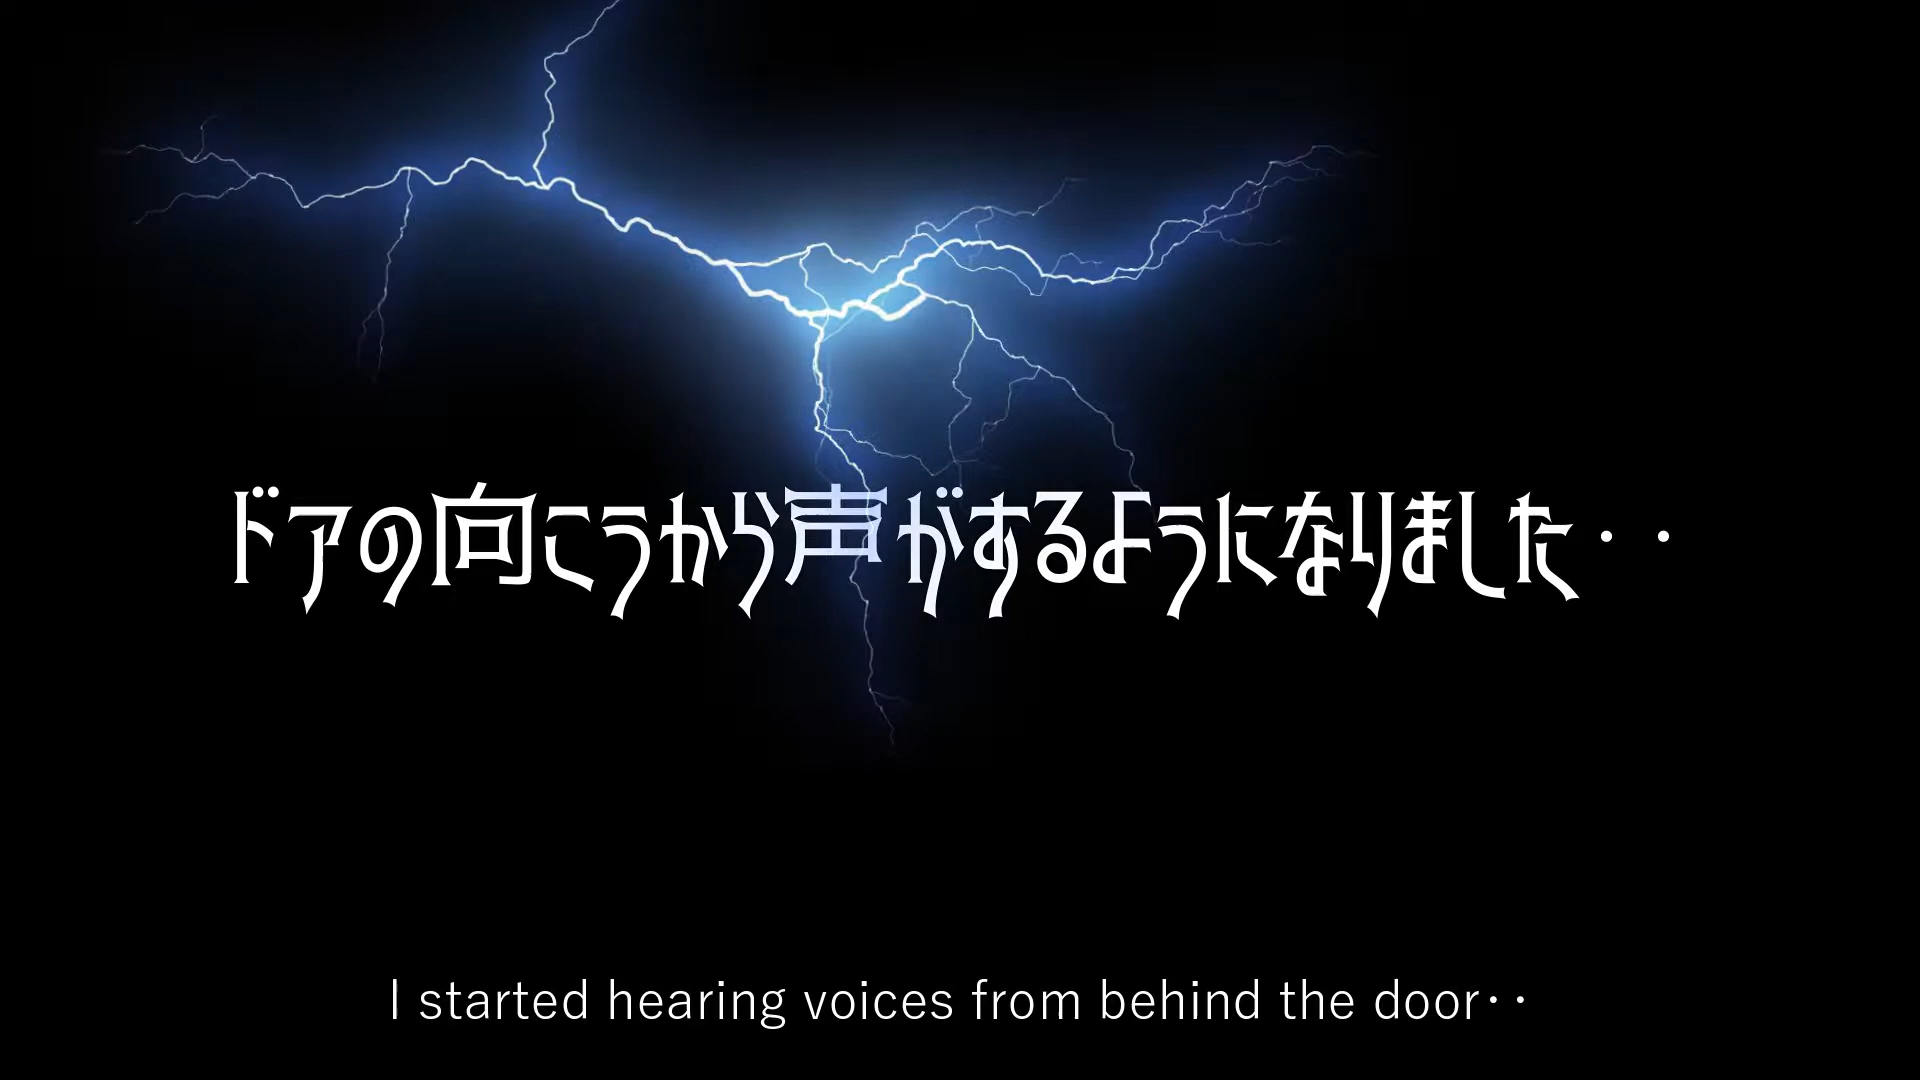 ドアの向こうから声がするようになりました・・
I started hearing voices from behind the door・・